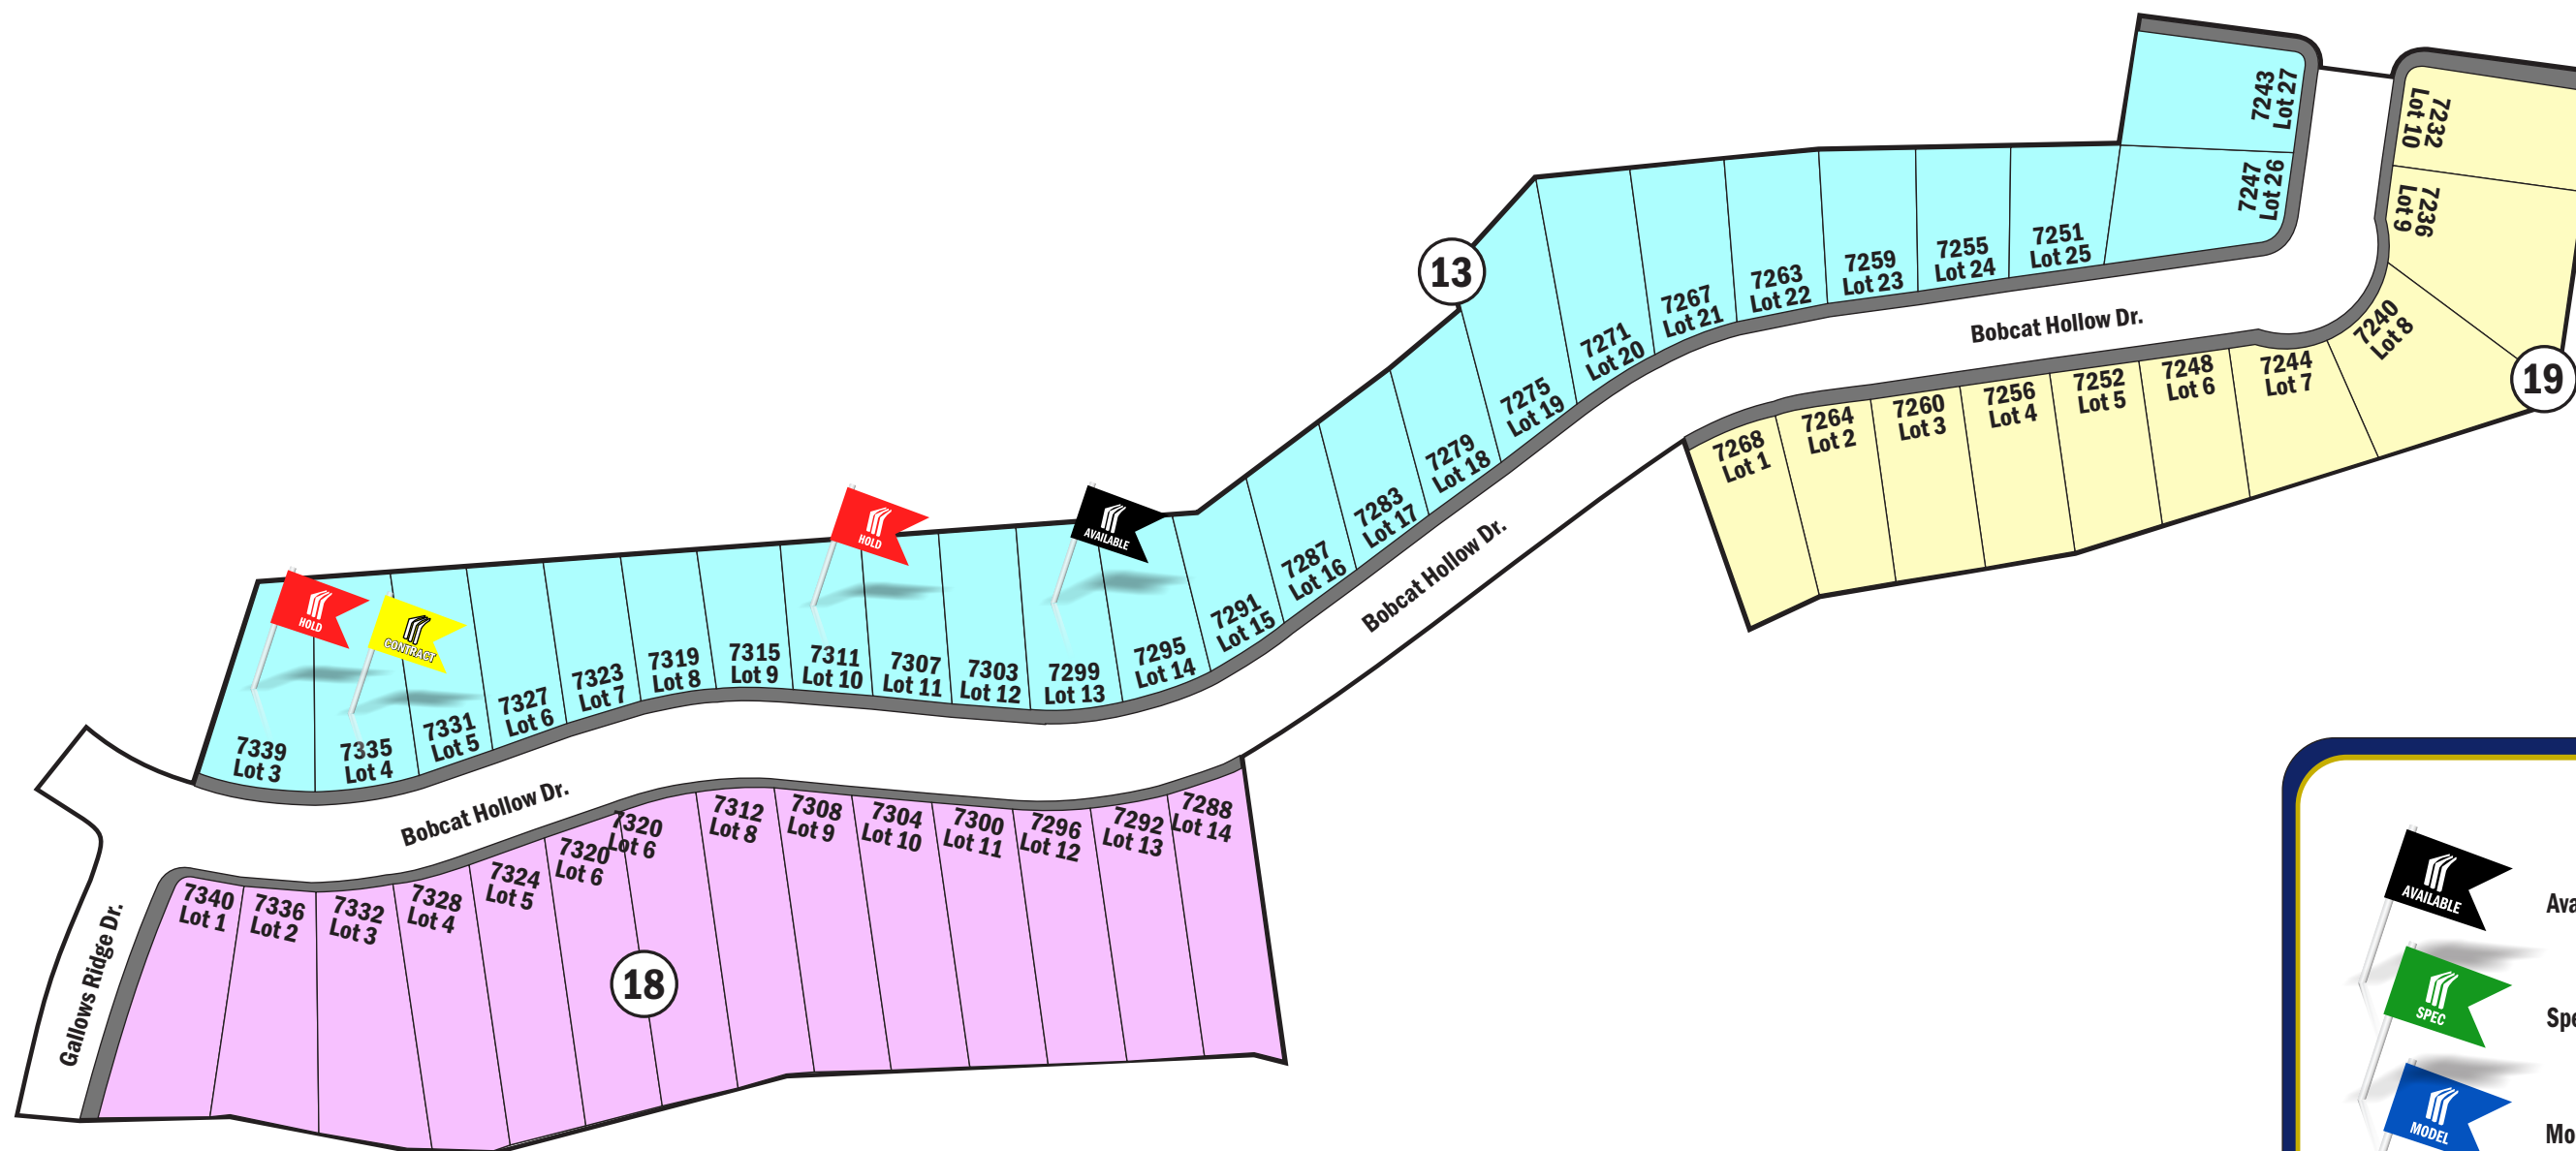 7243
Lot 27
7232
Lot 10
7247
Lot 26
7236
Lot 9
13
7251
Lot 25
7255
Lot 24
7259
Lot 23
7263
Lot 22
7267
Lot 21
7271
Lot 20
7275
Lot 19
7279
Lot 18
7283
Lot 17
7287
Lot 16
7291
Lot 15
7295
Lot 14
Bobcat Hollow Dr.
7240
Lot 8
19
7244
Lot 7
7248
Lot 6
7252
Lot 5
7256
Lot 4
7260
Lot 3
7264
Lot 2
7268
Lot 1
Bobcat Hollow Dr.
HOLD
AVAILABLE
HOLD
CONTRACT
7339
Lot 3
7335
Lot 4
7331
Lot 5
7327
Lot 6
7323
Lot 7
7319
Lot 8
7315
Lot 9
7311
Lot 10
7307
Lot 11
7303
Lot 12
7299
Lot 13
Bobcat Hollow Dr.
Gallows Ridge Dr.
7340
Lot 1
7336
Lot 2
7332
Lot 3
7328
Lot 4
7324
Lot 5
7320
Lot 6
7320
Lot 6
7312
Lot 8
7308
Lot 9
7304
Lot 10
7300
Lot 11
7296
Lot 12
7292
Lot 13
7288
Lot 14
18
AVAILABLE
Ava
SPEC
Spe
MODEL
Mo